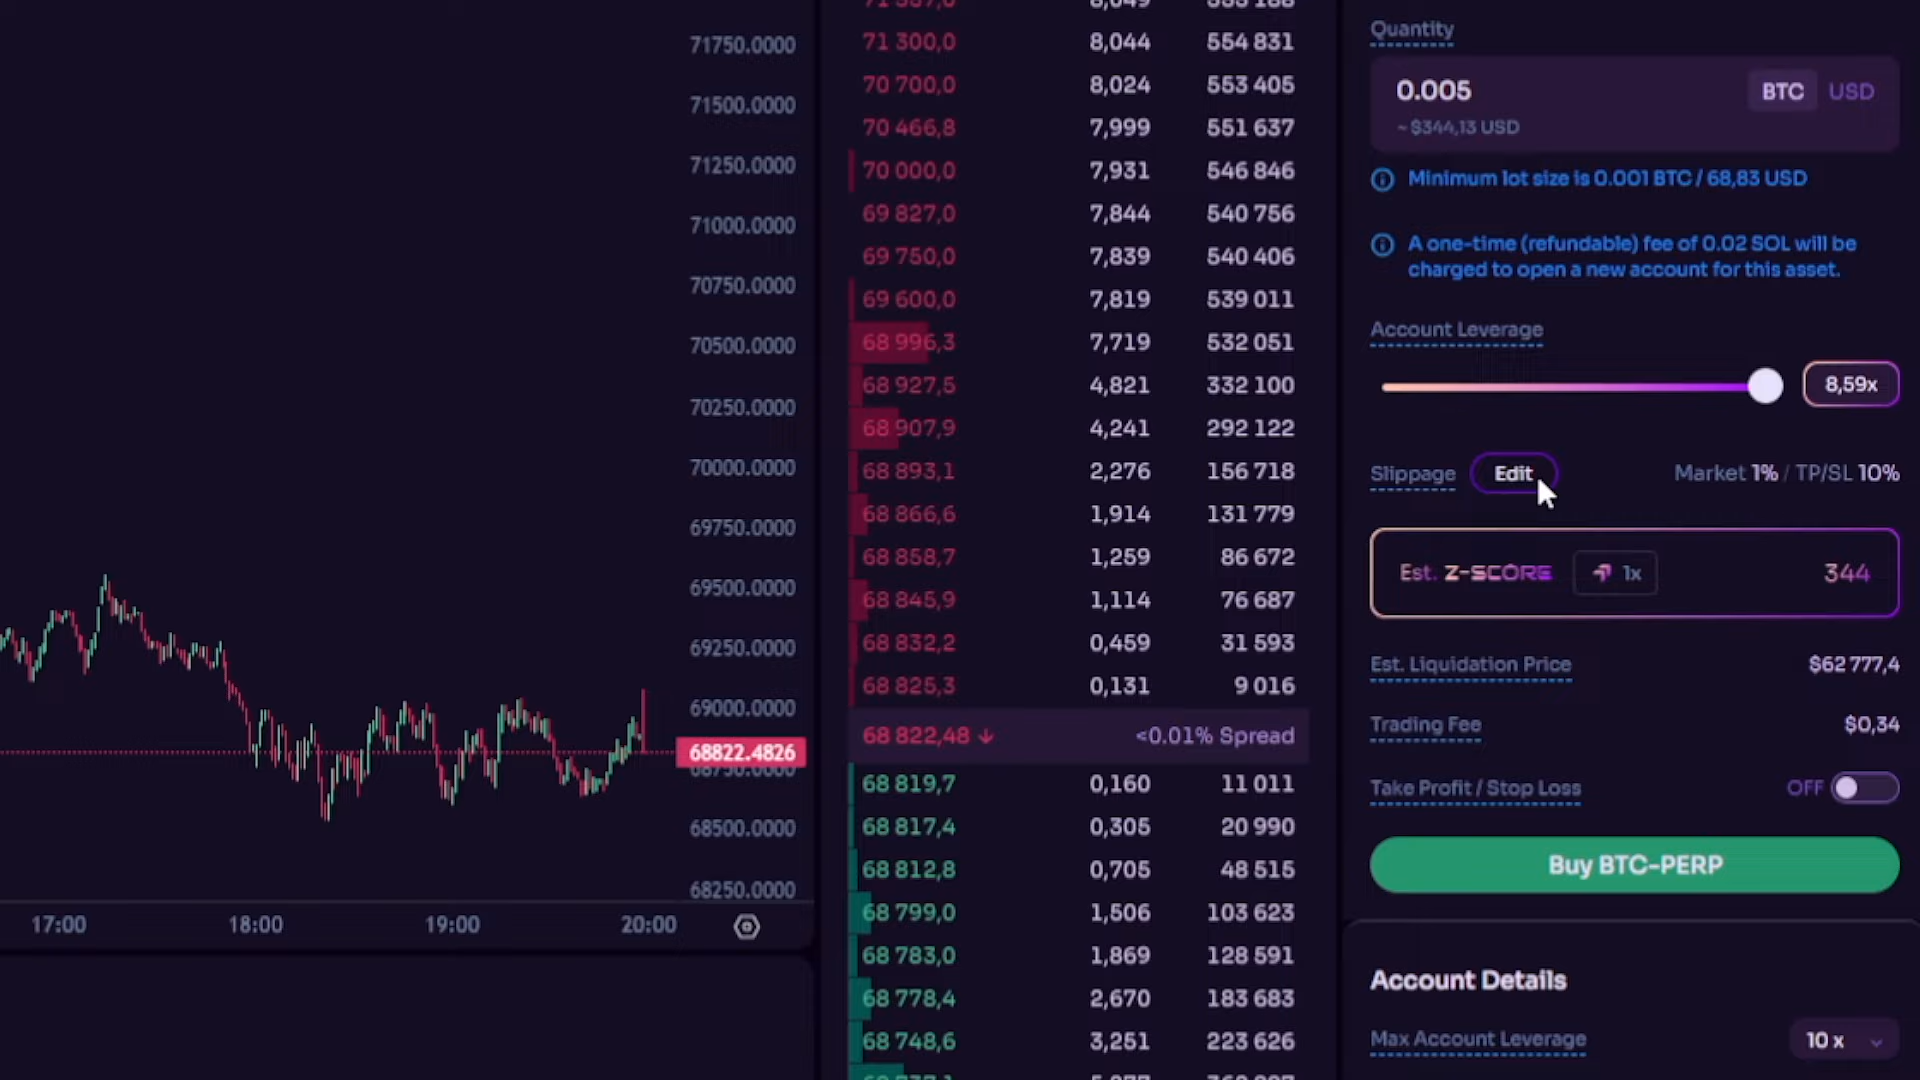 71750.0000
71500.0000
71250.0000
71000.0000
70750.0000
70500.0000
70250.0000
70000.0000
69750.0000
69500.0000
69250.0000
69000.0000
68822.4826
68750.0000
68500.0000
68250.0000
17:00 18:00 19:00 20:00
71 300,0 8,044 554 831
70 700,0 8,024 553 405
70 466,8 7,999 551 637
70 000,0 7,931 546 846
69 827,0 7,844 540 756
69 750,0 7,839 540 406
69 600,0 7,819 539 011
68 996,3 7,719 532 051
68 927,5 4,821 332 100
68 907,9 4,241 292 122
68 893,1 2,276 156 718
68 866,6 1,914 131 779
68 858,7 1,259 86 672
68 845,9 1,114 76 687
68 832,2 0,459 31 593
68 825,3 0,131 9 016
68 822,48 ↓ <0.01% Spread
68 819,7 0,160 11 011
68 817,4 0,305 20 990
68 812,8 0,705 48 515
68 799,0 1,506 103 623
68 783,0 1,869 128 591
68 778,4 2,670 183 683
68 748,6 3,251 223 626
Quantity
0.005 BTC USD
~ $344,13 USD
Minimum lot size is 0.001 BTC / 68,83 USD
A one-time (refundable) fee of 0.02 SOL will be
charged to open a new account for this asset.
Account Leverage
8,59x
Slippage Edit Market 1% / TP/SL 10%
Est. Z-SCORE 1x 344
Est. Liquidation Price $62 777,4
Trading Fee $0,34
Take Profit / Stop Loss OFF
Buy BTC-PERP
Account Details
Max Account Leverage 10 x